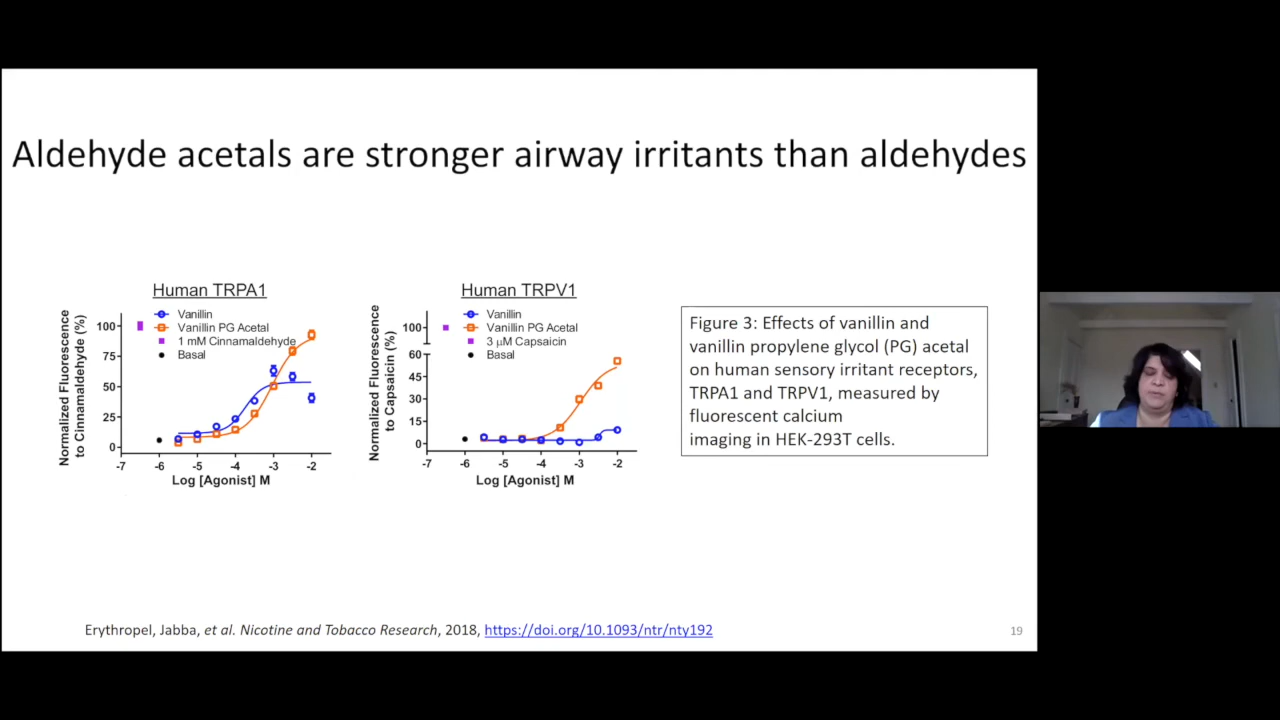 Aldehyde acetals are stronger airway irritants than aldehydes
Human TRPA1
Normalized Fluorescence
to Cinnamaldehyde (%)
Vanillin
Vanillin PG Acetal
1 mM Cinnamaldehyde
Basal
100
75
50
25
0
-7 -6 -5 -4 -3 -2
Log [Agonist] M
Human TRPV1
Normalized Fluorescence
to Capsaicin (%)
Vanillin
Vanillin PG Acetal
3 μM Capsaicin
Basal
100
60
45
30
15
0
-7 -6 -5 -4 -3 -2
Log [Agonist] M
Figure 3: Effects of vanillin and
vanillin propylene glycol (PG) acetal
on human sensory irritant receptors,
TRPA1 and TRPV1, measured by
fluorescent calcium
imaging in HEK-293T cells.
Erythropel, Jabba, et al. Nicotine and Tobacco Research, 2018, https://doi.org/10.1093/ntr/nty192
19